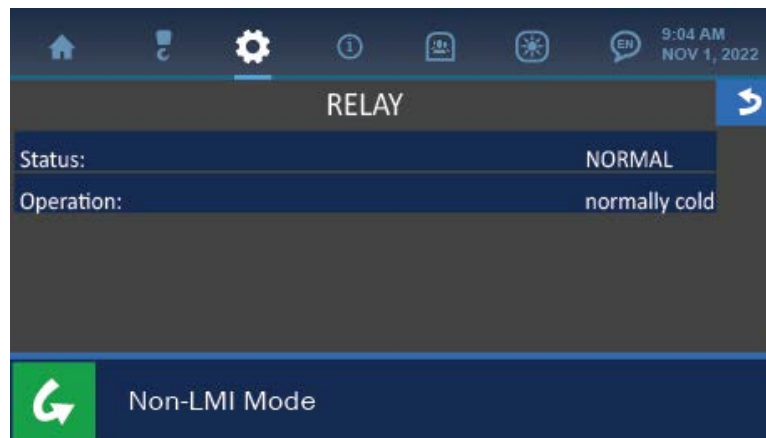 EN
9:04 AM
NOV 1, 2022
RELAY
Status: NORMAL
Operation: normally cold
Non-LMI Mode